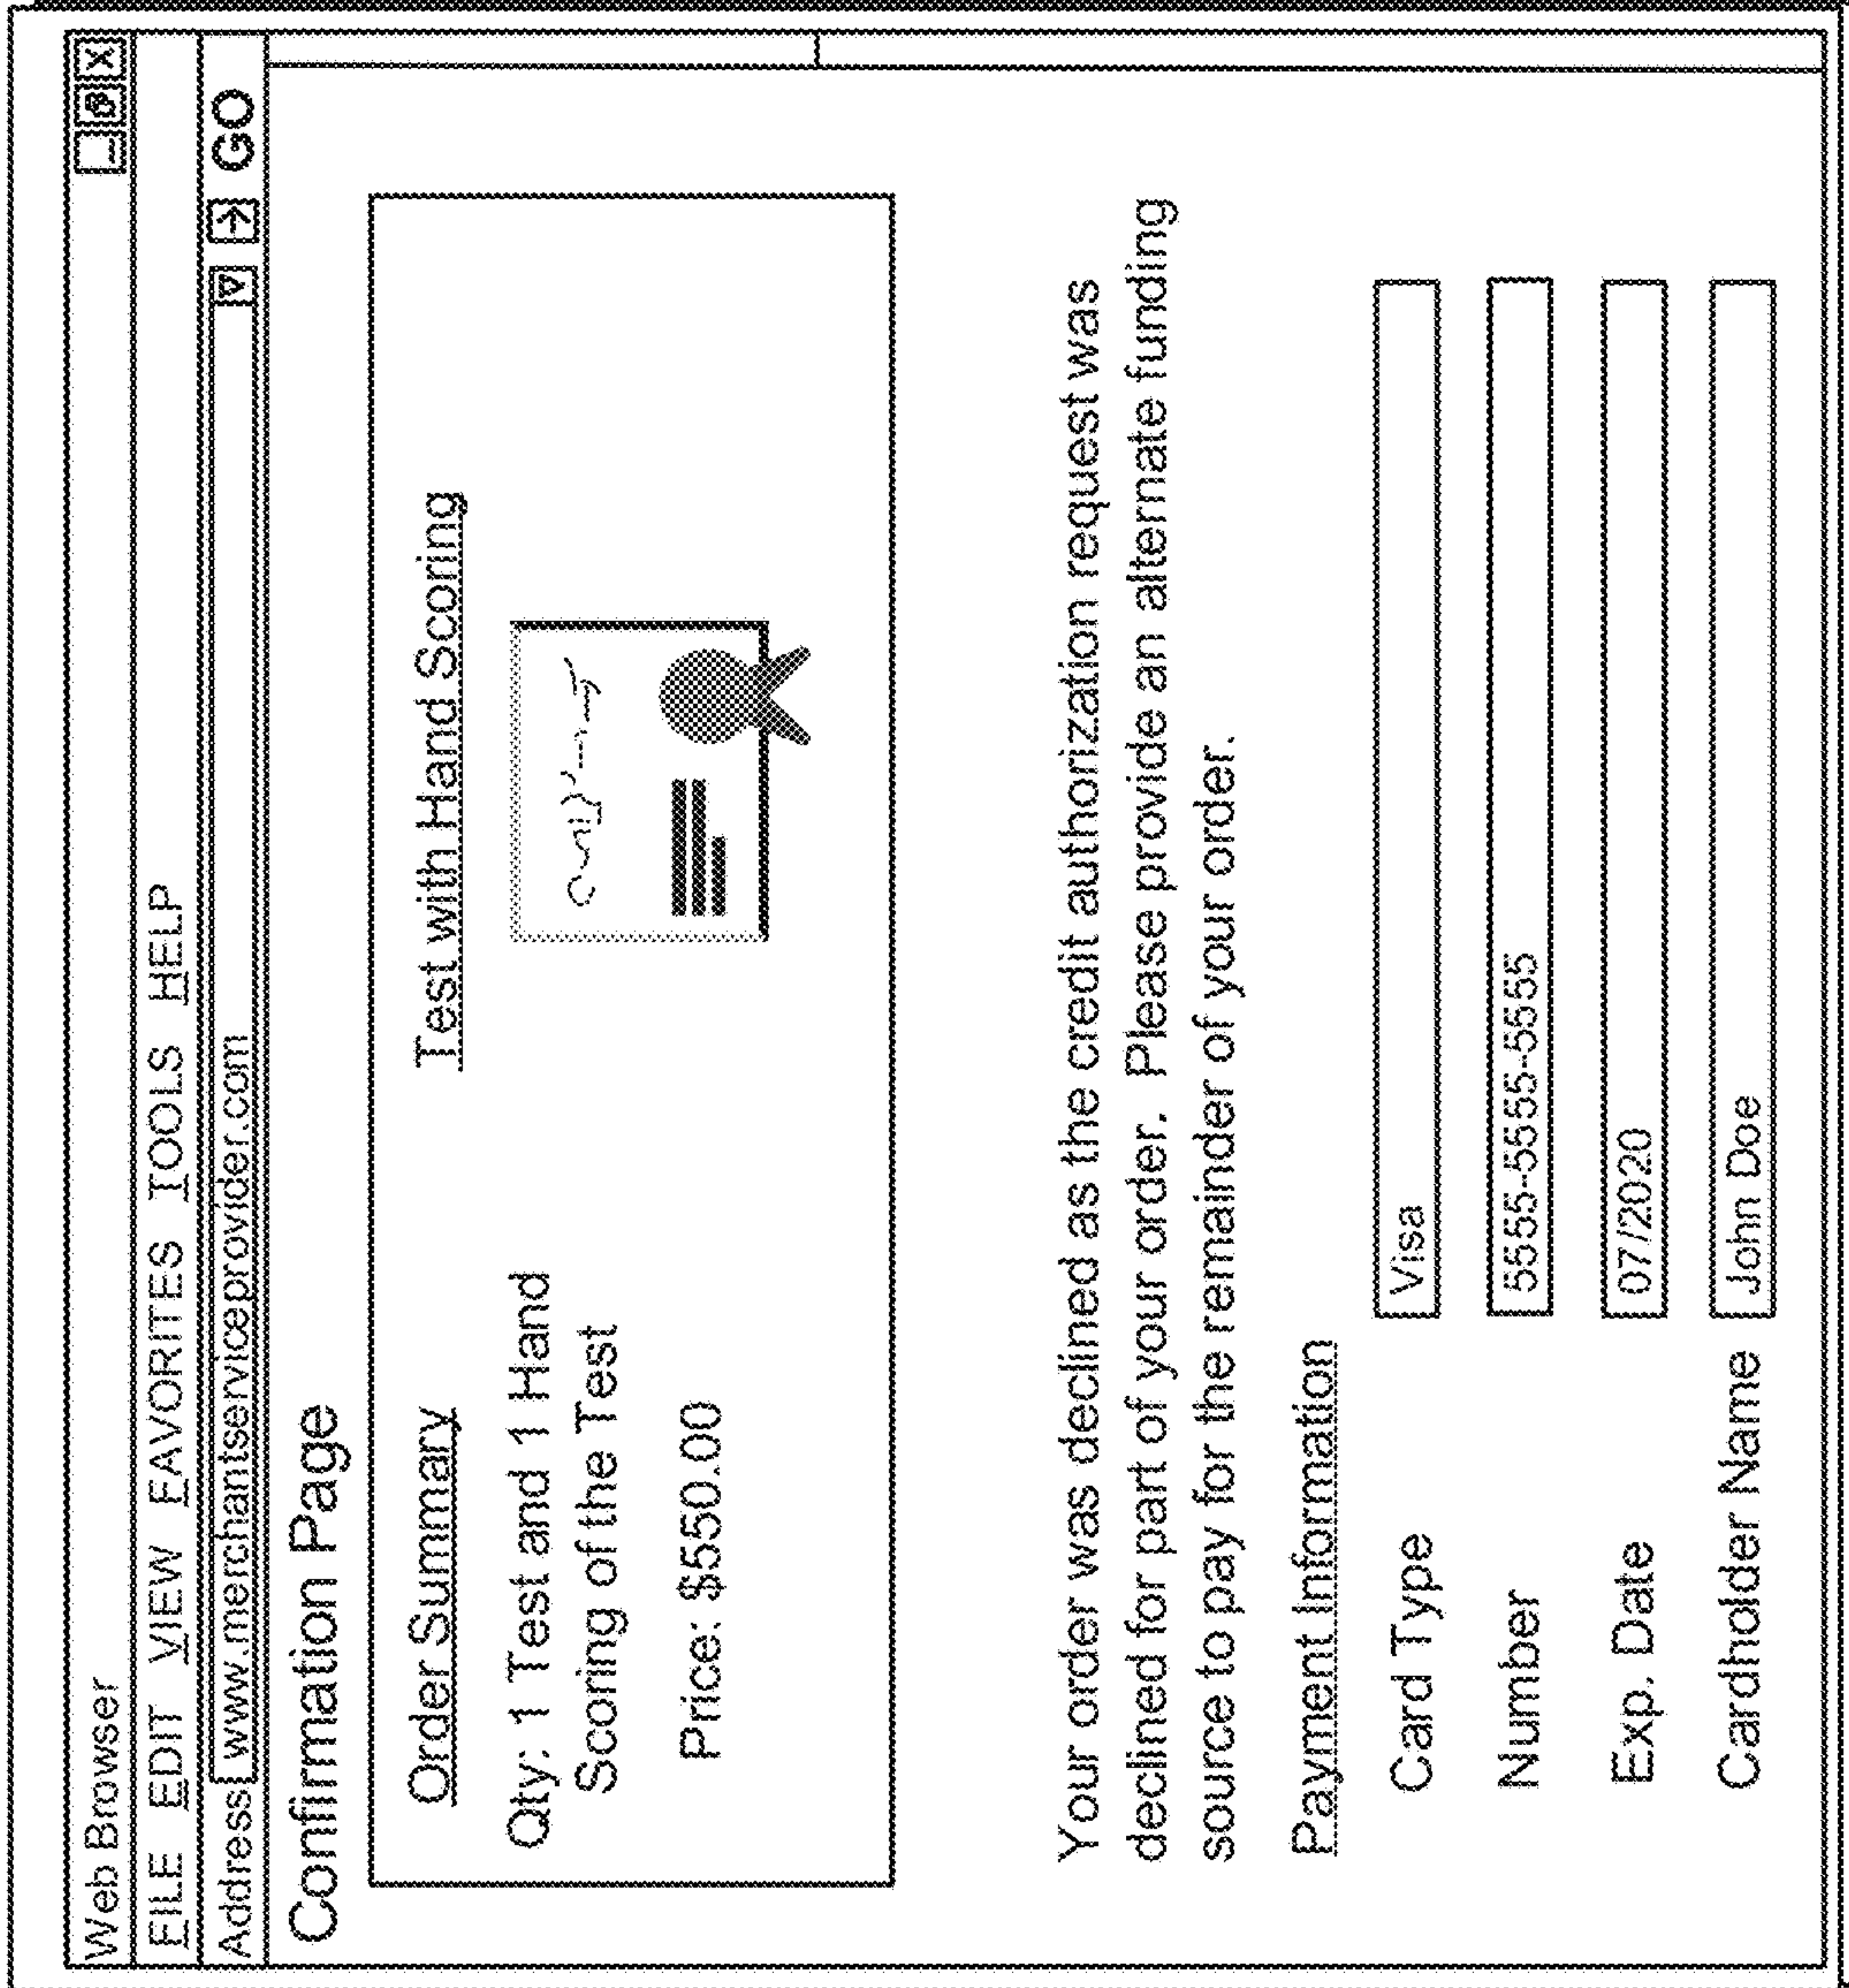 Web Browser
FILE EDIT VIEW FAVORITES TOOLS HELP
Address www.merchantserviceprovider.com GO
Confirmation Page
Order Summary
Qty: 1 Test and 1 Hand
Scoring of the Test
Price: $550.00
Test with Hand Scoring
Your order was declined as the credit authorization request was
declined for part of your order. Please provide an alternate funding
source to pay for the remainder of your order.
Payment Information
Card Type Visa
Number 5555-5555-5555
Exp. Date 07/2020
Cardholder Name John Doe